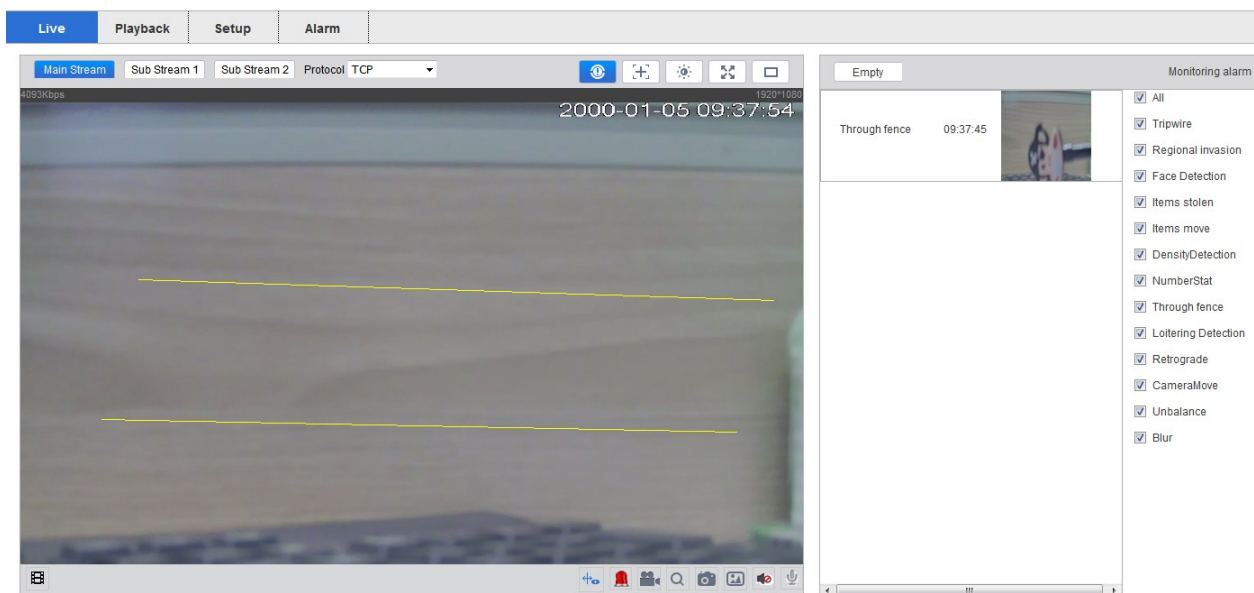 Live Playback Setup Alarm
Main Stream Sub Stream 1 Sub Stream 2 Protocol TCP
4093Kbps 1920*1080
2000-01-05 09:37:54
Empty Monitoring alarm
Through fence 09:37:45
All
Tripwire
Regional invasion
Face Detection
Items stolen
Items move
DensityDetection
NumberStat
Through fence
Loitering Detection
Retrograde
CameraMove
Unbalance
Blur